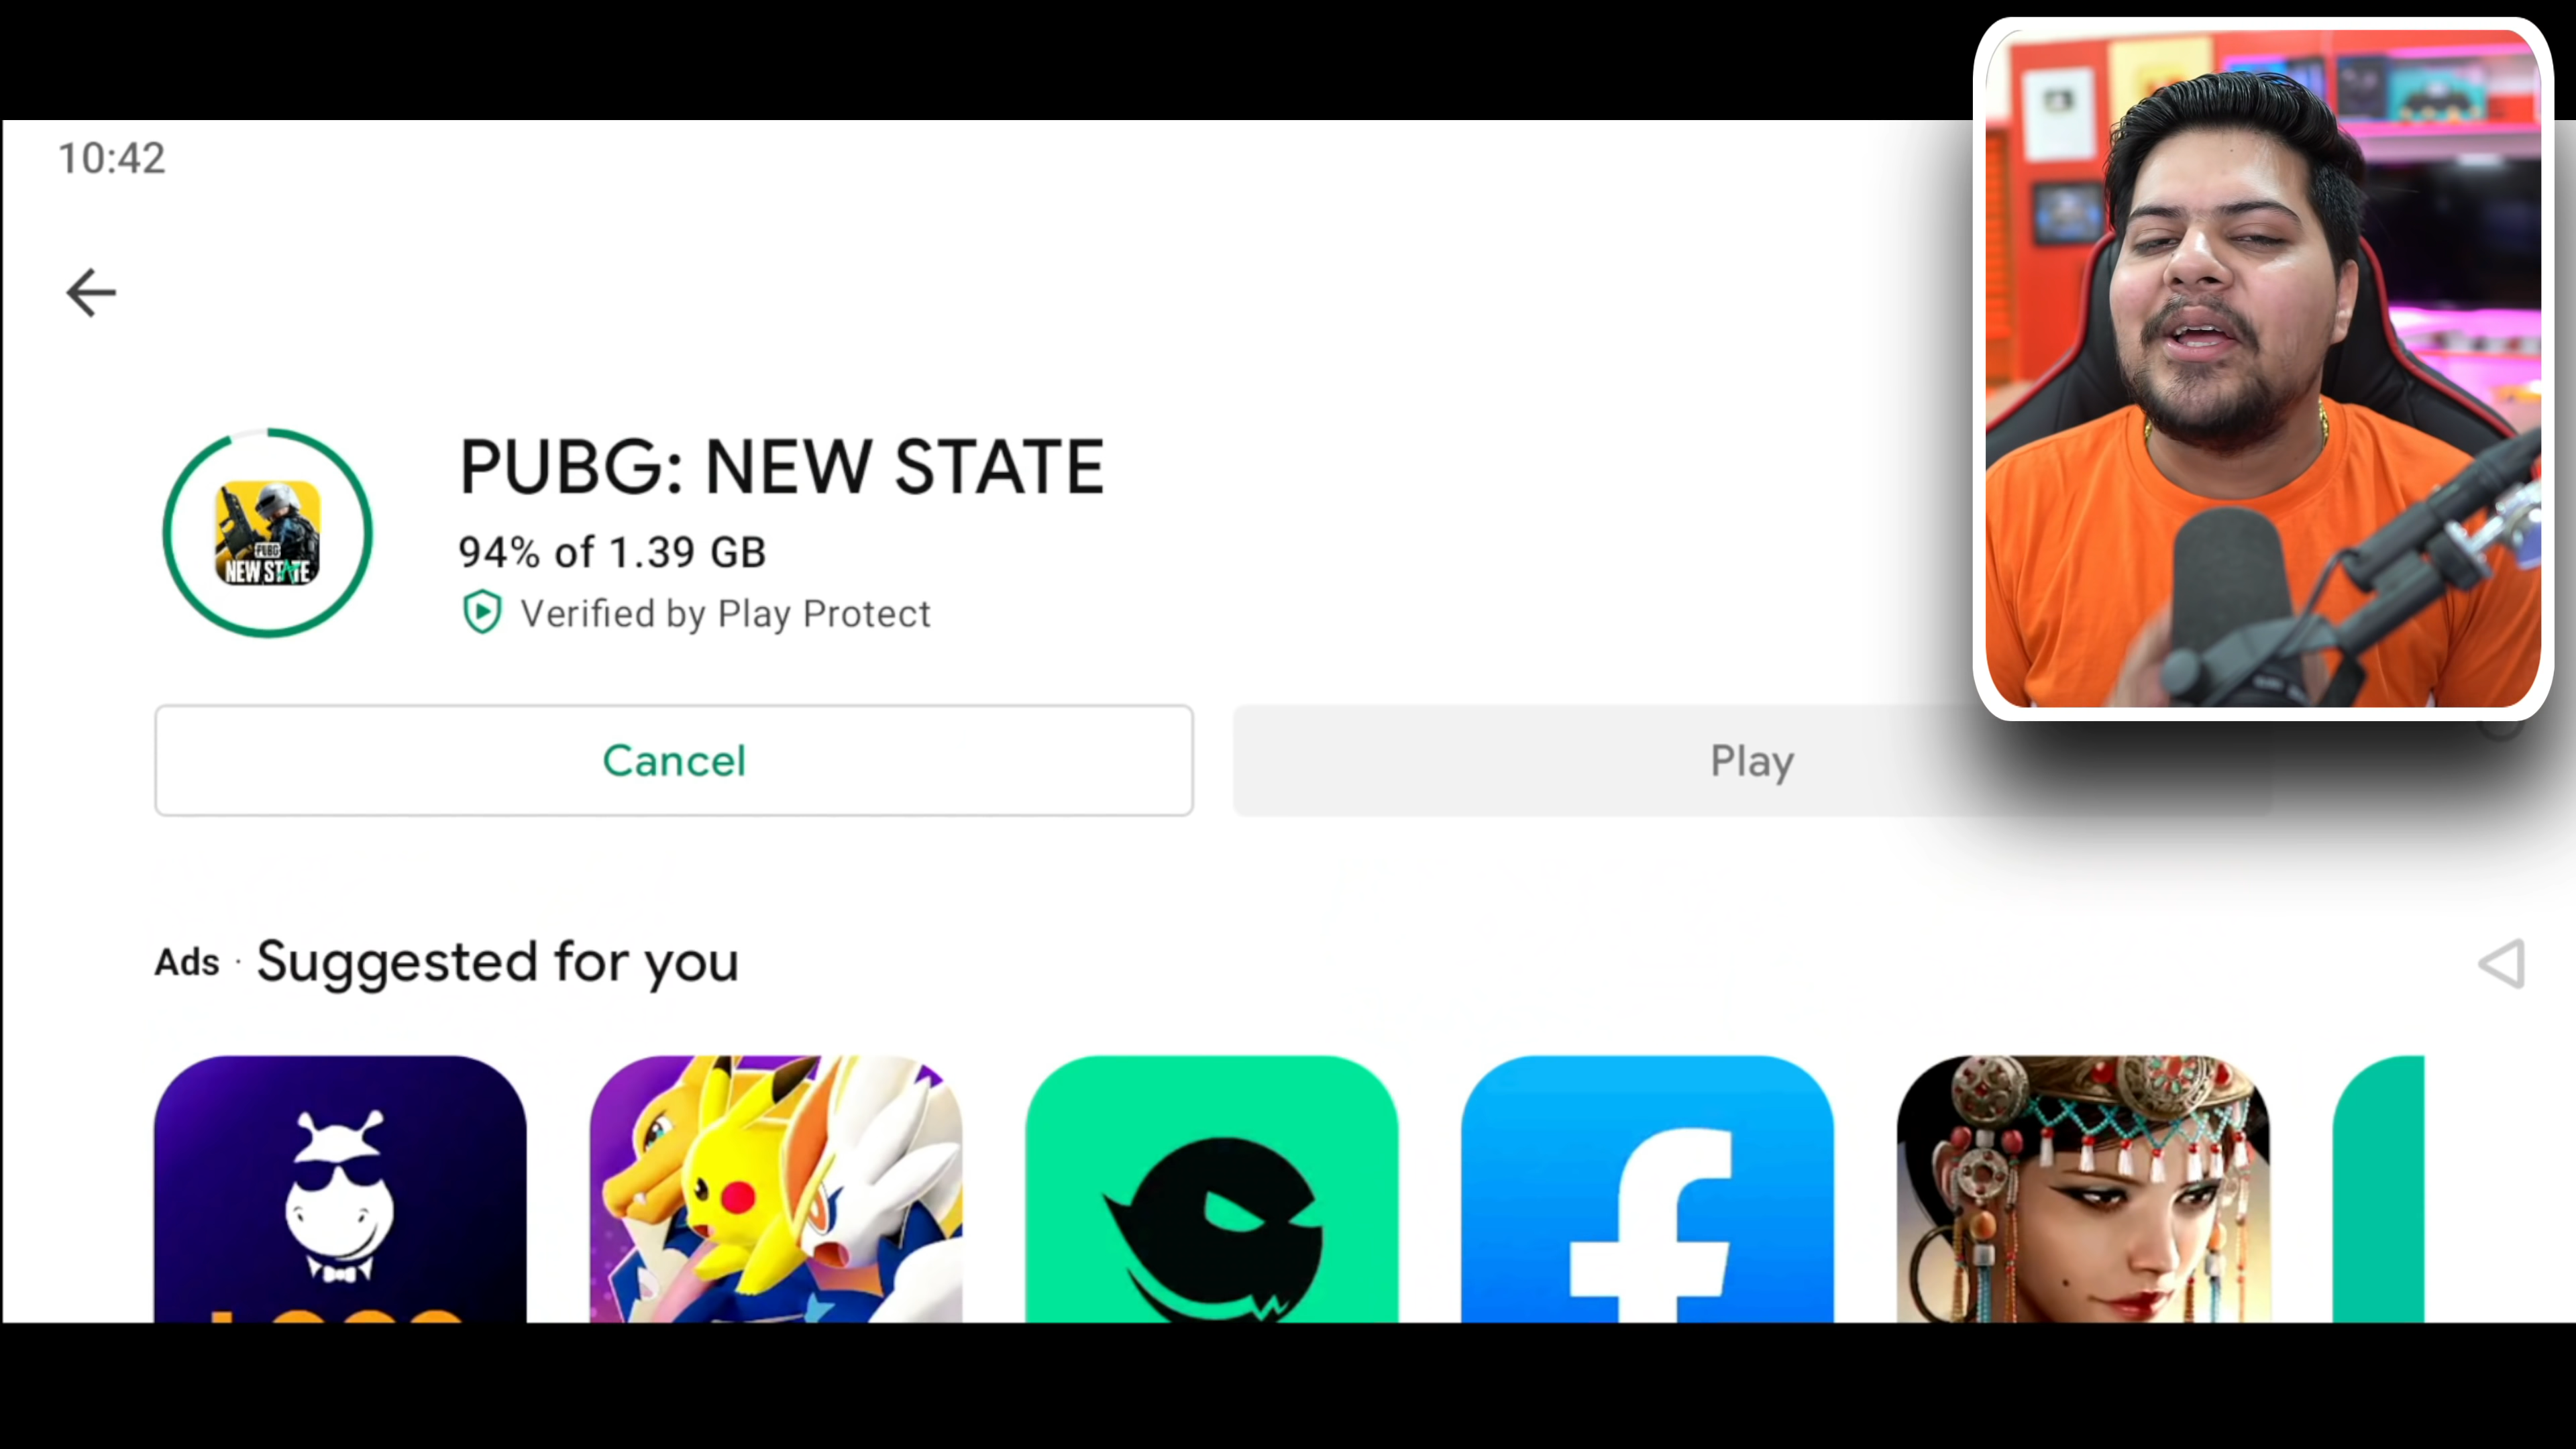 10:42
PUBG: NEW STATE
94% of 1.39 GB
Verified by Play Protect
PUBG
NEW STATE
Cancel
Play
Ads · Suggested for you